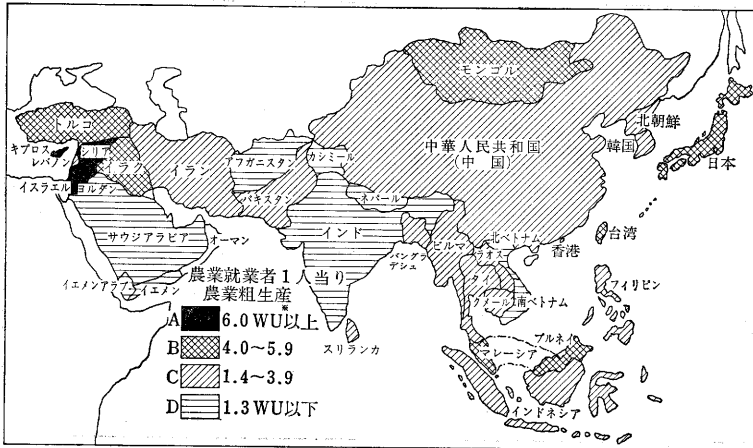 モンゴル
トルコ
キプロス
レバノン
シリア
イラク
イスラエル
ヨルダン
イラン
アフガニスタン
カシミール
パキスタン
中華人民共和国
(中国)
北朝鮮
韓国
日本
ネパール
サウジアラビア
オーマン
インド
バングラデシュ
ビルマ
北ベトナム
ラオス
香港
台湾
タイ
クメール
南ベトナム
フィリピン
イエメンアラブ
イエメン
スリランカ
マレーシア
ブルネイ
インドネシア
農業就業者1人当り
農業粗生産※
A 6.0WU以上
B 4.0~5.9
C 1.4~3.9
D 1.3WU以下